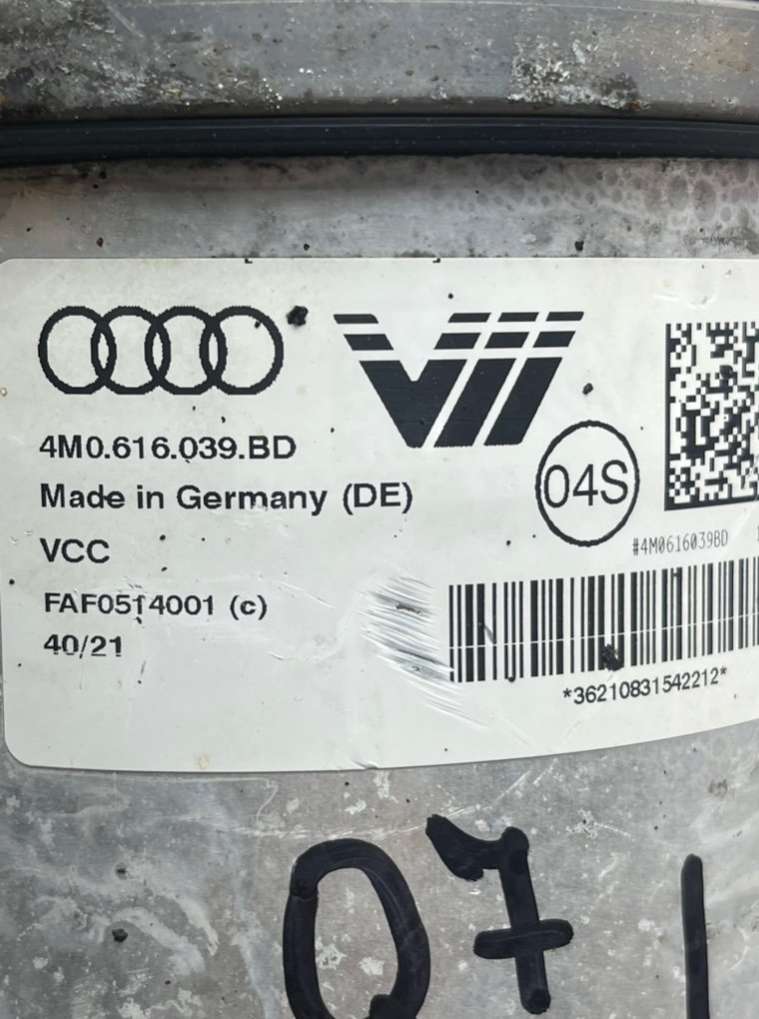 4M0.616.039.BD
Made in Germany (DE)
VCC
FAF0514001 (c)
40/21
04S
#4M0616039BD
*36210831542212*
07